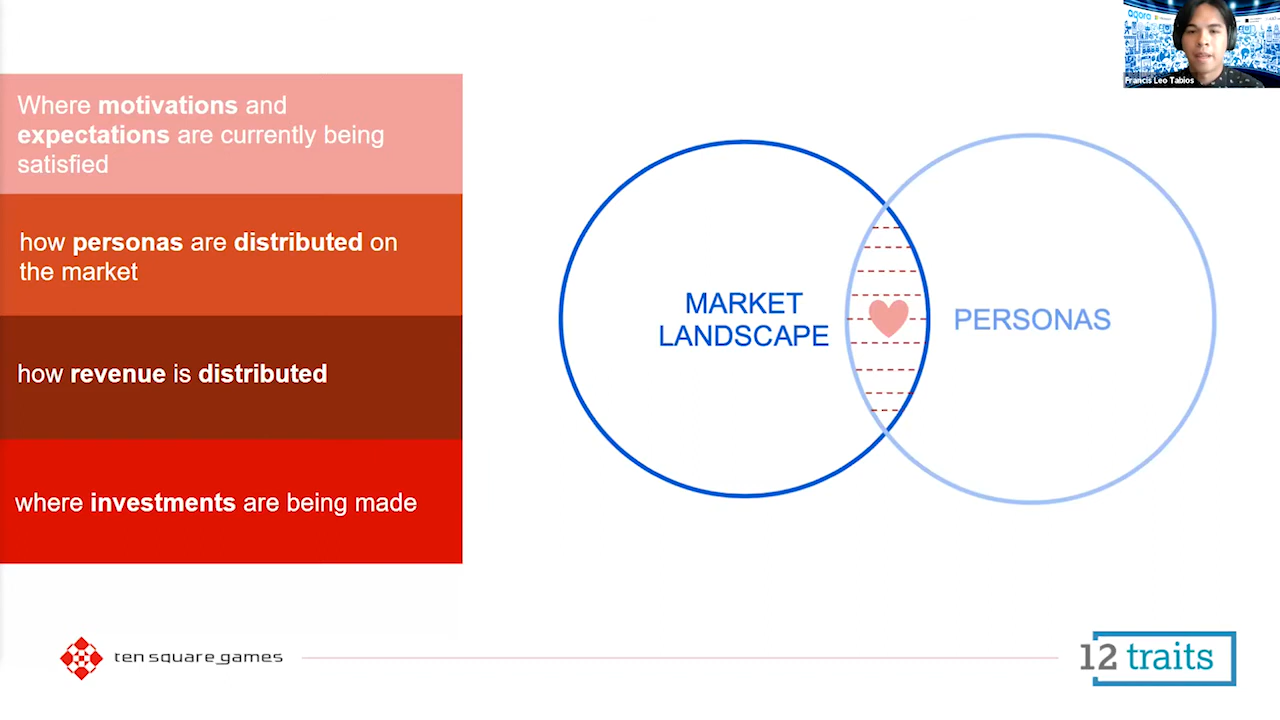 agora
Francis Leo Tabios
Where motivations and
expectations are currently being
satisfied
how personas are distributed on
the market
how revenue is distributed
where investments are being made
MARKET
LANDSCAPE
PERSONAS
ten square games
12 traits